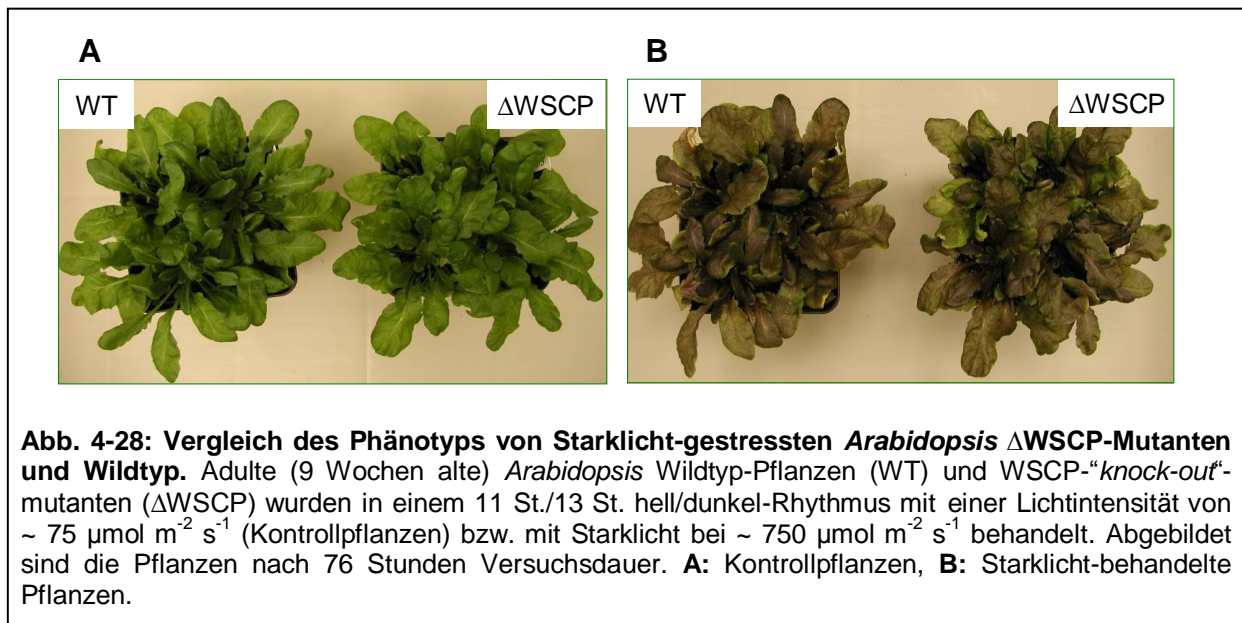 A B
WT ΔWSCP WT ΔWSCP
Abb. 4-28: Vergleich des Phänotyps von Starklicht-gestressten Arabidopsis ΔWSCP-Mutanten
und Wildtyp. Adulte (9 Wochen alte) Arabidopsis Wildtyp-Pflanzen (WT) und WSCP-“knock-out“-
mutanten (ΔWSCP) wurden in einem 11 St./13 St. hell/dunkel-Rhythmus mit einer Lichtintensität von
~ 75 µmol m⁻² s⁻¹ (Kontrollpflanzen) bzw. mit Starklicht bei ~ 750 µmol m⁻² s⁻¹ behandelt. Abgebildet
sind die Pflanzen nach 76 Stunden Versuchsdauer. A: Kontrollpflanzen, B: Starklicht-behandelte
Pflanzen.